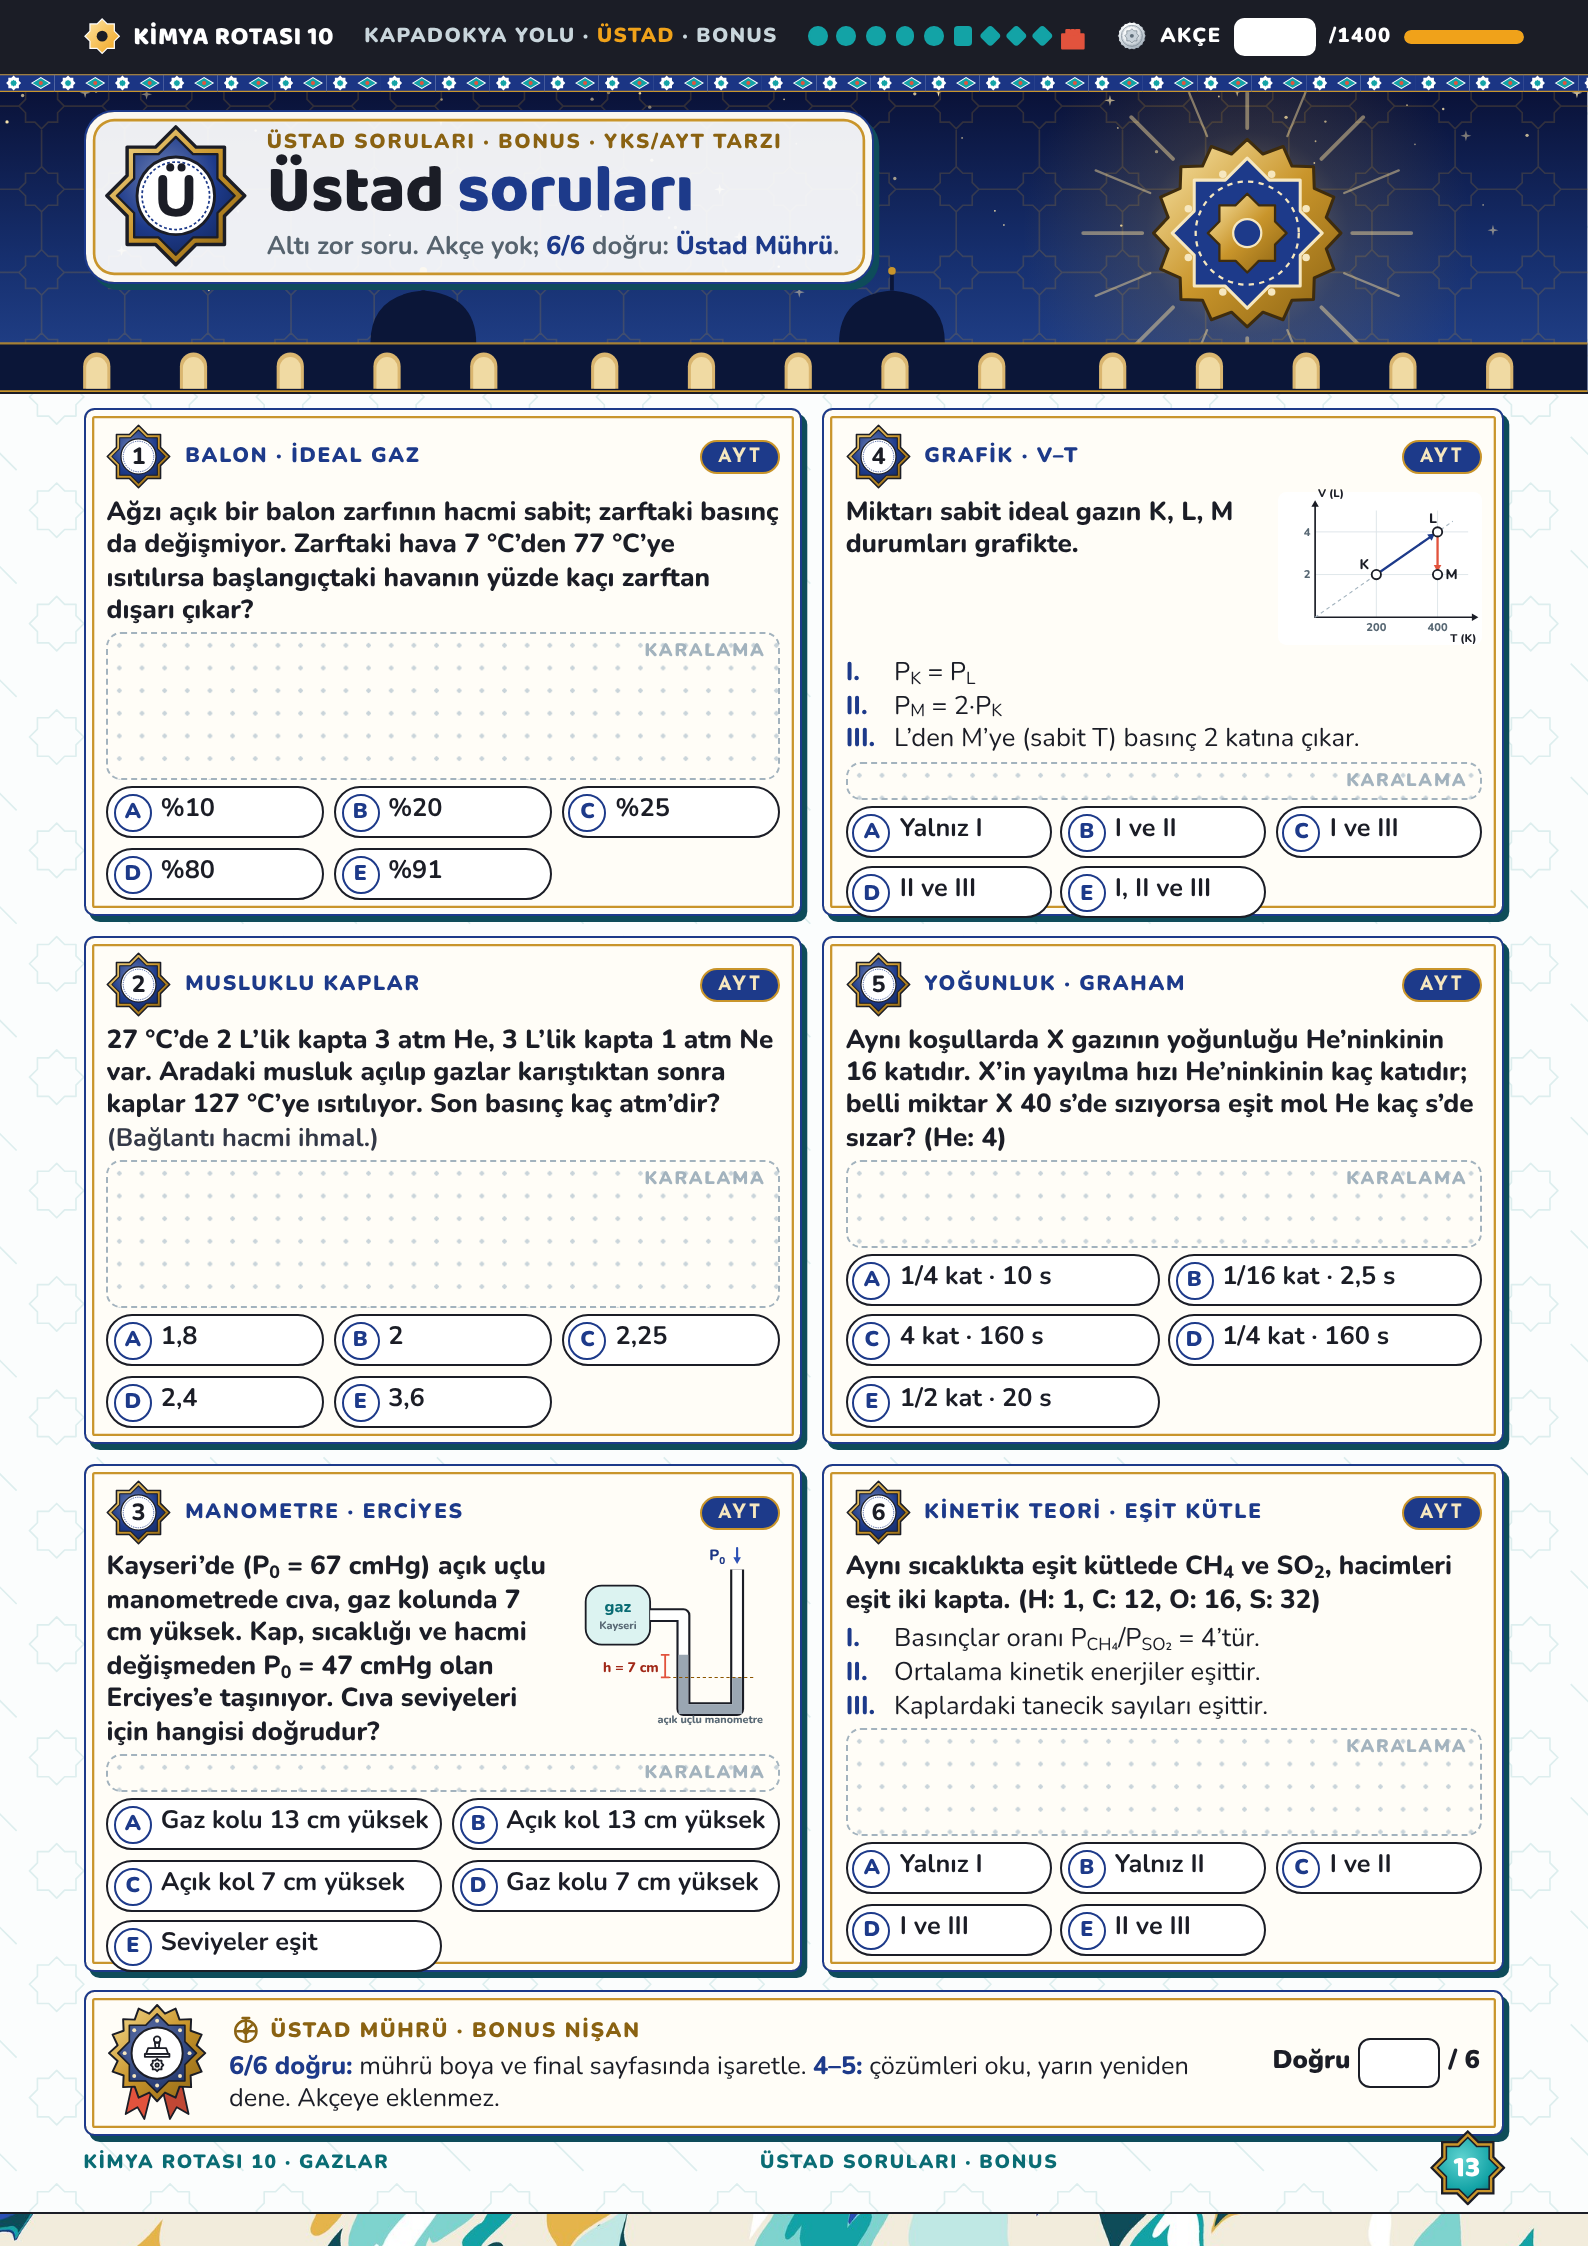 KİMYA ROTASI 10 KAPADOKYA YOLU · ÜSTAD · BONUS AKÇE /1400
ÜSTAD SORULARI · BONUS · YKS/AYT TARZI
Ü
Üstad soruları
Altı zor soru. Akçe yok; 6/6 doğru: Üstad Mührü.
1 BALON · İDEAL GAZ AYT
Ağzı açık bir balon zarfının hacmi sabit; zarftaki basınç
da değişmiyor. Zarftaki hava 7 °C’den 77 °C’ye
ısıtılırsa başlangıçtaki havanın yüzde kaçı zarftan
dışarı çıkar?
KARALAMA
A %10 B %20 C %25
D %80 E %91
2 MUSLUKLU KAPLAR AYT
27 °C’de 2 L’lik kapta 3 atm He, 3 L’lik kapta 1 atm Ne
var. Aradaki musluk açılıp gazlar karıştıktan sonra
kaplar 127 °C’ye ısıtılıyor. Son basınç kaç atm’dir?
(Bağlantı hacmi ihmal.)
KARALAMA
A 1,8 B 2 C 2,25
D 2,4 E 3,6
3 MANOMETRE · ERCİYES AYT
Kayseri’de (P₀ = 67 cmHg) açık uçlu
manometrede cıva, gaz kolunda 7
cm yüksek. Kap, sıcaklığı ve hacmi
değişmeden P₀ = 47 cmHg olan
Erciyes’e taşınıyor. Cıva seviyeleri
için hangisi doğrudur?
P₀
gaz
Kayseri
h = 7 cm
açık uçlu manometre
KARALAMA
A Gaz kolu 13 cm yüksek B Açık kol 13 cm yüksek
C Açık kol 7 cm yüksek D Gaz kolu 7 cm yüksek
E Seviyeler eşit
4 GRAFİK · V–T AYT
Miktarı sabit ideal gazın K, L, M
durumları grafikte.
V (L)
4 L
K M
2
200 400
T (K)
I. P_K = P_L
II. P_M = 2·P_K
III. L’den M’ye (sabit T) basınç 2 katına çıkar.
KARALAMA
A Yalnız I B I ve II C I ve III
D II ve III E I, II ve III
5 YOĞUNLUK · GRAHAM AYT
Aynı koşullarda X gazının yoğunluğu He’ninkinin
16 katıdır. X’in yayılma hızı He’ninkinin kaç katıdır;
belli miktar X 40 s’de sızıyorsa eşit mol He kaç s’de
sızar? (He: 4)
KARALAMA
A 1/4 kat · 10 s B 1/16 kat · 2,5 s
C 4 kat · 160 s D 1/4 kat · 160 s
E 1/2 kat · 20 s
6 KİNETİK TEORİ · EŞİT KÜTLE AYT
Aynı sıcaklıkta eşit kütlede CH₄ ve SO₂, hacimleri
eşit iki kapta. (H: 1, C: 12, O: 16, S: 32)
I. Basınçlar oranı P_CH₄/P_SO₂ = 4’tür.
II. Ortalama kinetik enerjiler eşittir.
III. Kaplardaki tanecik sayıları eşittir.
KARALAMA
A Yalnız I B Yalnız II C I ve II
D I ve III E II ve III
ÜSTAD MÜHRÜ · BONUS NİŞAN
6/6 doğru: mührü boya ve final sayfasında işaretle. 4–5: çözümleri oku, yarın yeniden
dene. Akçeye eklenmez.
Doğru / 6
KİMYA ROTASI 10 · GAZLAR ÜSTAD SORULARI · BONUS 13